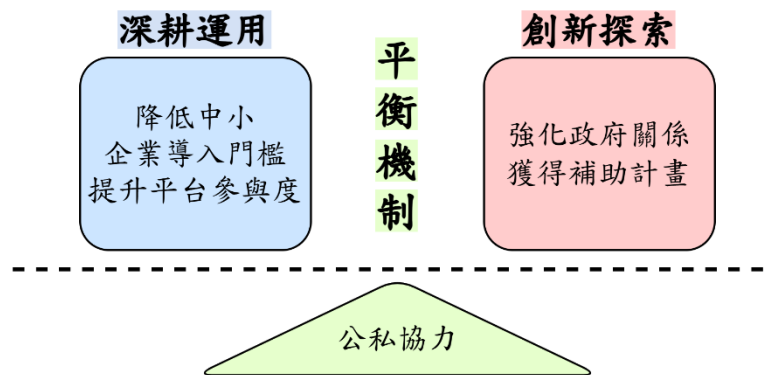 深耕運用
降低中小
企業導入門檻
提升平台參與度
平衡機制
創新探索
強化政府關係
獲得補助計畫
公私協力